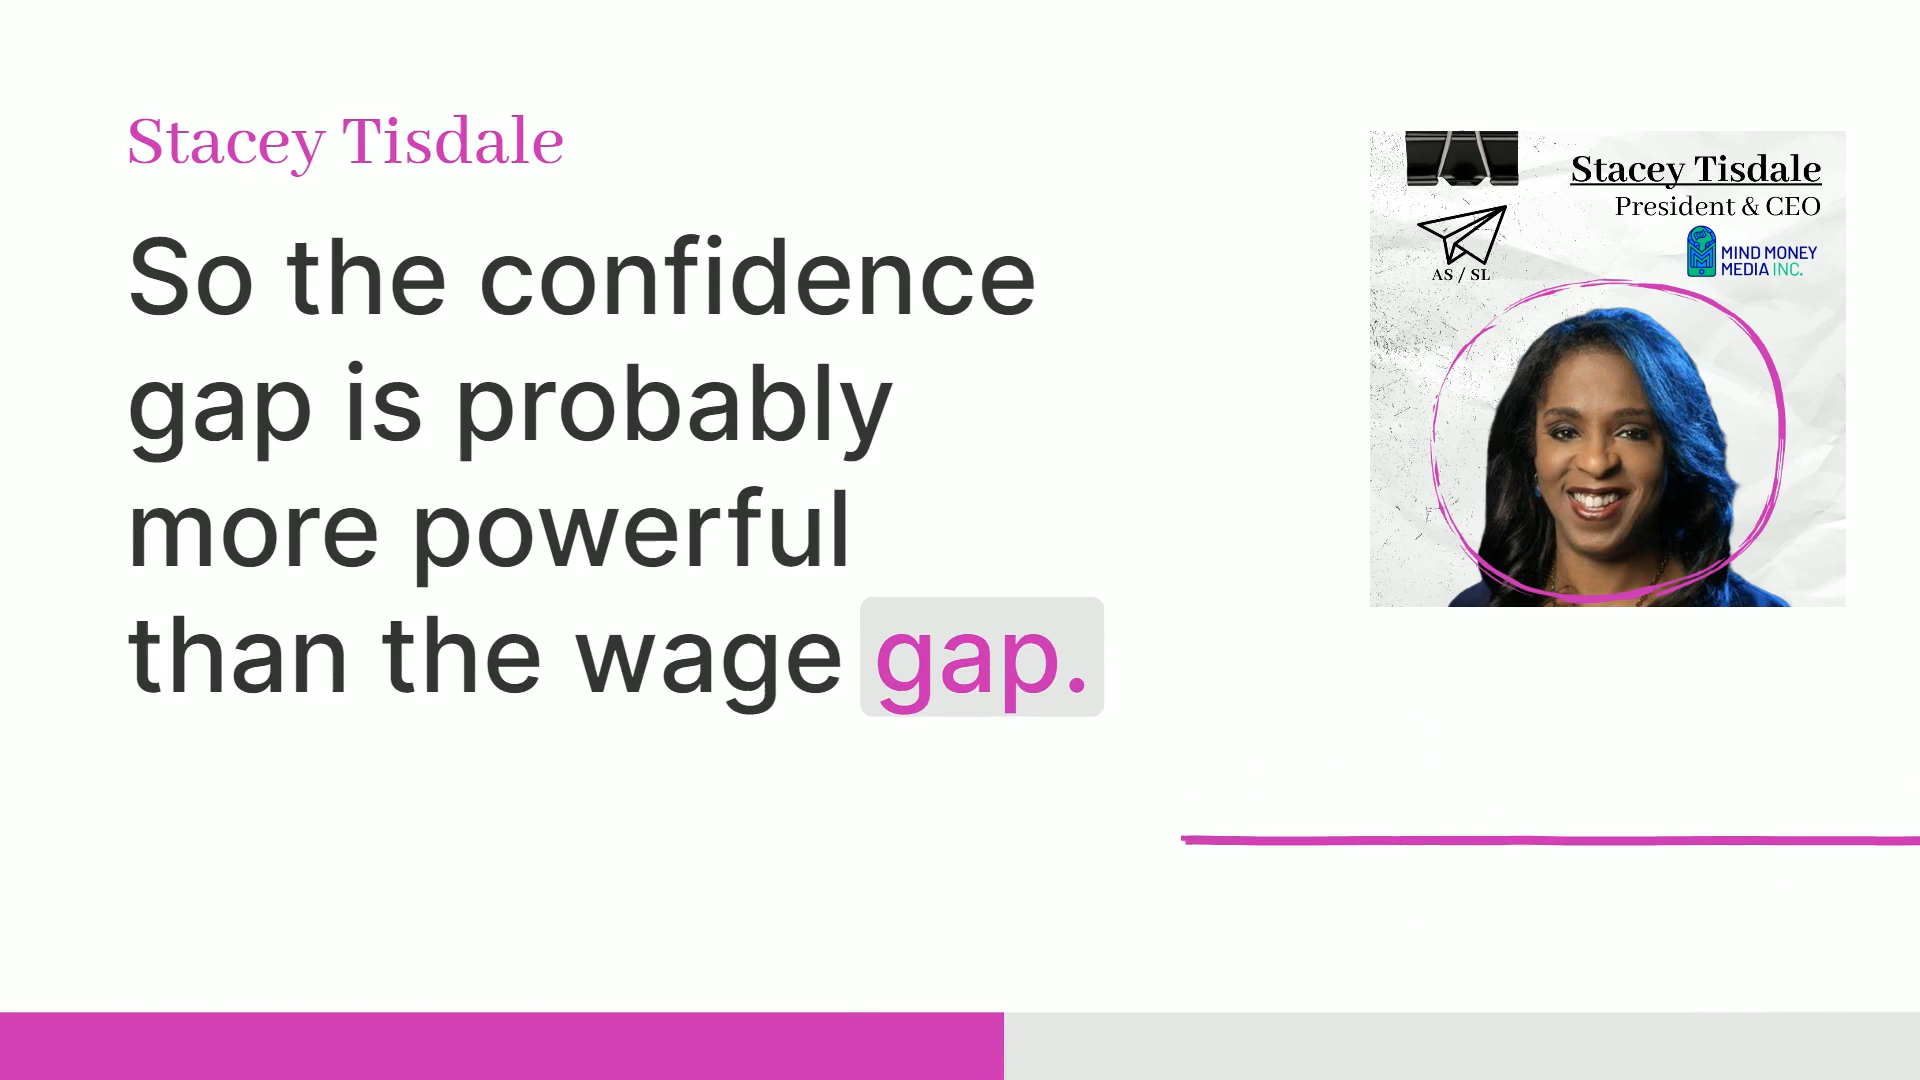 Stacey Tisdale
So the confidence
gap is probably
more powerful
than the wage gap.
Stacey Tisdale
President & CEO
MIND MONEY
MEDIA INC.
AS / SL